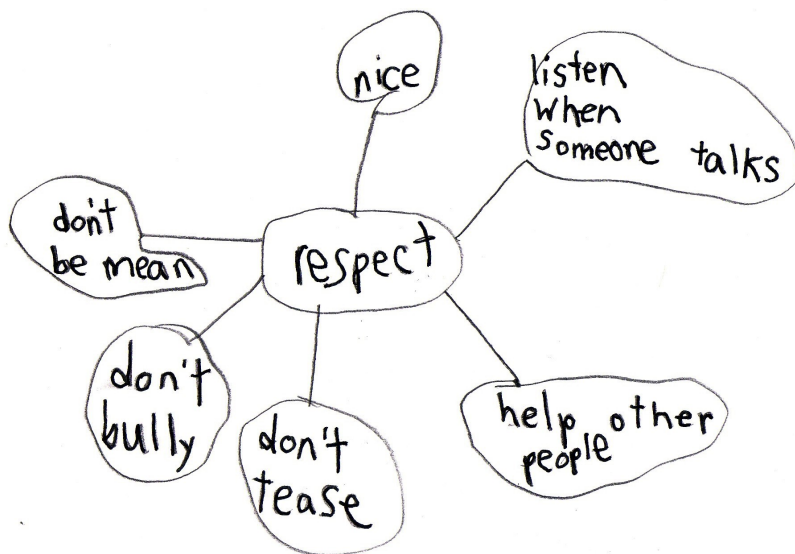 nice
listen
when
someone talks
don't
be mean
respect
don't
bully
don't
tease
help other
people